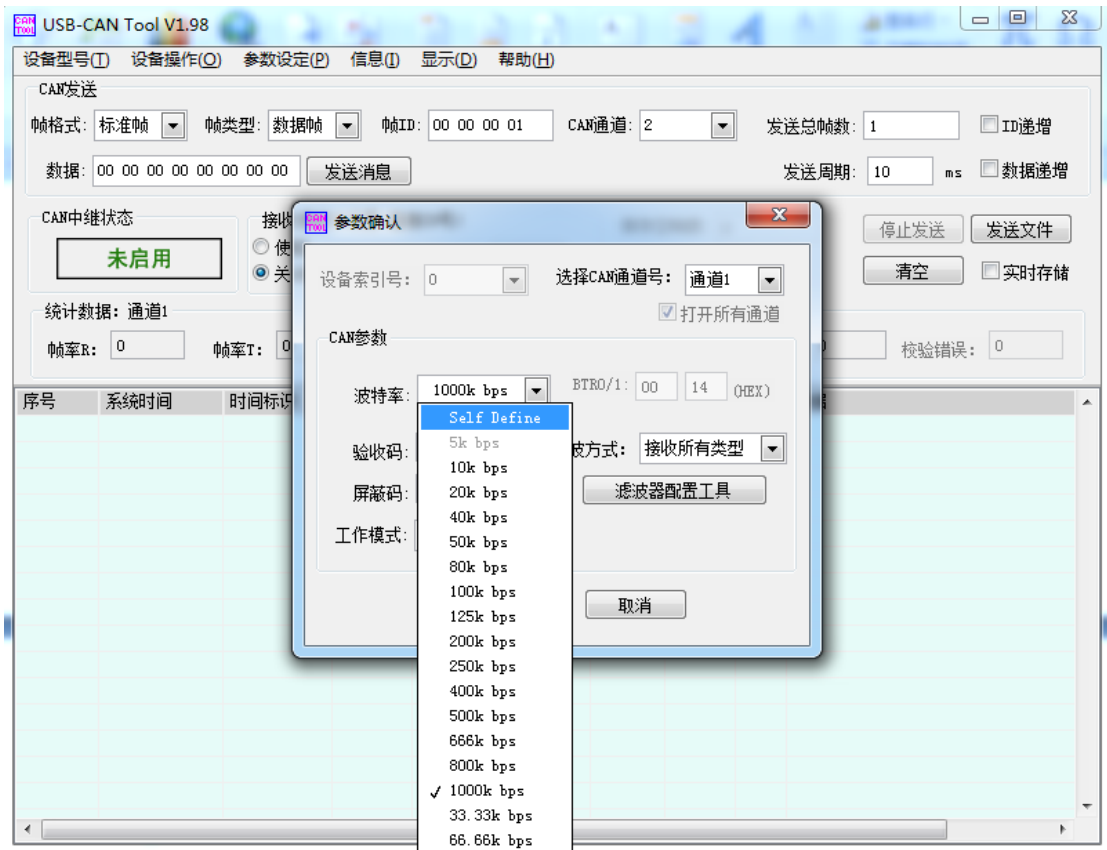 USB-CAN Tool V1.98
设备型号(T) 设备操作(O) 参数设定(P) 信息(I) 显示(D) 帮助(H)
CAN发送
帧格式: 标准帧 帧类型: 数据帧 帧ID: 00 00 00 01 CAN通道: 2 发送总帧数: 1 ID递增
数据: 00 00 00 00 00 00 00 00 发送消息 发送周期: 10 ms 数据递增
CAN中继状态
未启用
接收
使
关
停止发送 发送文件
清空 实时存储
统计数据: 通道1
帧率R: 0 帧率T: 0 校验错误: 0
序号 系统时间 时间标识
CAN TOOL 参数确认
设备索引号: 0 选择CAN通道号: 通道1
打开所有通道
CAN参数
波特率: 1000k bps BTR0/1: 00 14 (HEX)
验收码: 波方式: 接收所有类型
屏蔽码: 滤波器配置工具
工作模式:
取消
Self Define
5k bps
10k bps
20k bps
40k bps
50k bps
80k bps
100k bps
125k bps
200k bps
250k bps
400k bps
500k bps
666k bps
800k bps
✓ 1000k bps
33.33k bps
66.66k bps